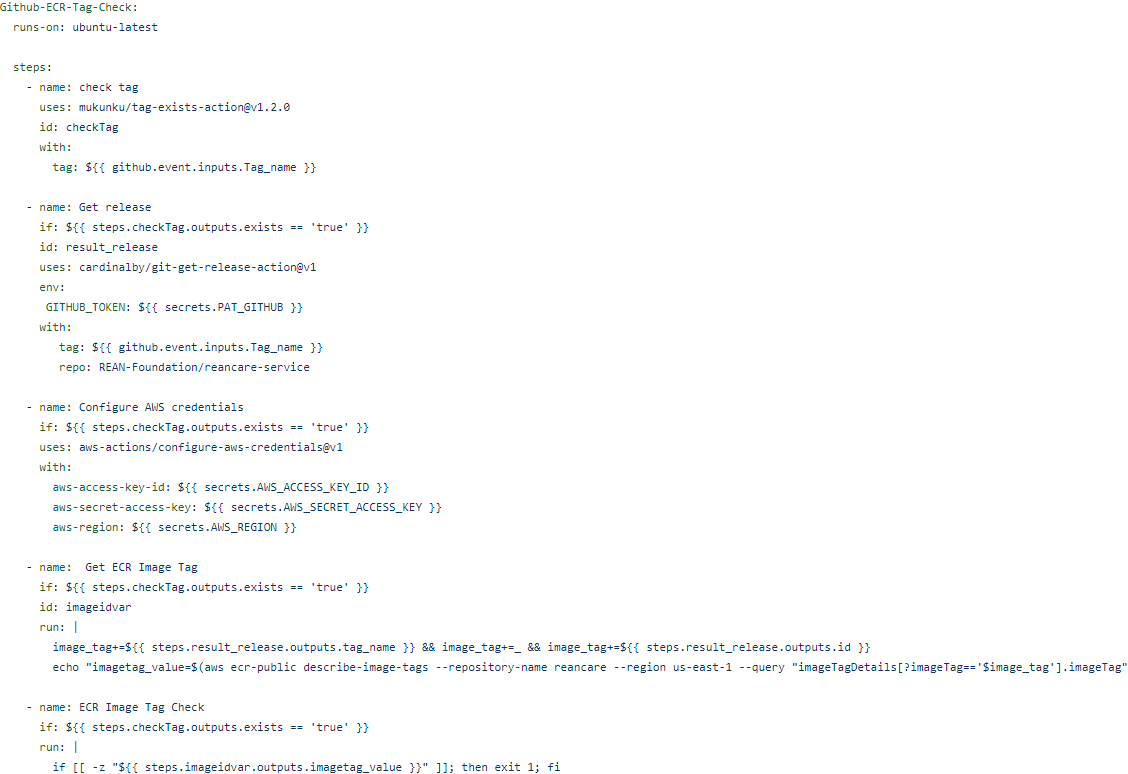 Github-ECR-Tag-Check:
  runs-on: ubuntu-latest

  steps:
    - name: check tag
      uses: mukunku/tag-exists-action@v1.2.0
      id: checkTag
      with:
        tag: ${{ github.event.inputs.Tag_name }}

    - name: Get release
      if: ${{ steps.checkTag.outputs.exists == 'true' }}
      id: result_release
      uses: cardinalby/git-get-release-action@v1
      env:
       GITHUB_TOKEN: ${{ secrets.PAT_GITHUB }}
      with:
         tag: ${{ github.event.inputs.Tag_name }}
         repo: REAN-Foundation/reancare-service

    - name: Configure AWS credentials
      if: ${{ steps.checkTag.outputs.exists == 'true' }}
      uses: aws-actions/configure-aws-credentials@v1
      with:
        aws-access-key-id: ${{ secrets.AWS_ACCESS_KEY_ID }}
        aws-secret-access-key: ${{ secrets.AWS_SECRET_ACCESS_KEY }}
        aws-region: ${{ secrets.AWS_REGION }}

    - name:  Get ECR Image Tag
      if: ${{ steps.checkTag.outputs.exists == 'true' }}
      id: imageidvar
      run: |
        image_tag+=${{ steps.result_release.outputs.tag_name }} && image_tag+=_ && image_tag+=${{ steps.result_release.outputs.id }}
        echo "imagetag_value=$(aws ecr-public describe-image-tags --repository-name reancare --region us-east-1 --query "imageTagDetails[?imageTag=='$image_tag'].imageTag"

    - name: ECR Image Tag Check
      if: ${{ steps.checkTag.outputs.exists == 'true' }}
      run: |
        if [[ -z "${{ steps.imageidvar.outputs.imagetag_value }}" ]]; then exit 1; fi